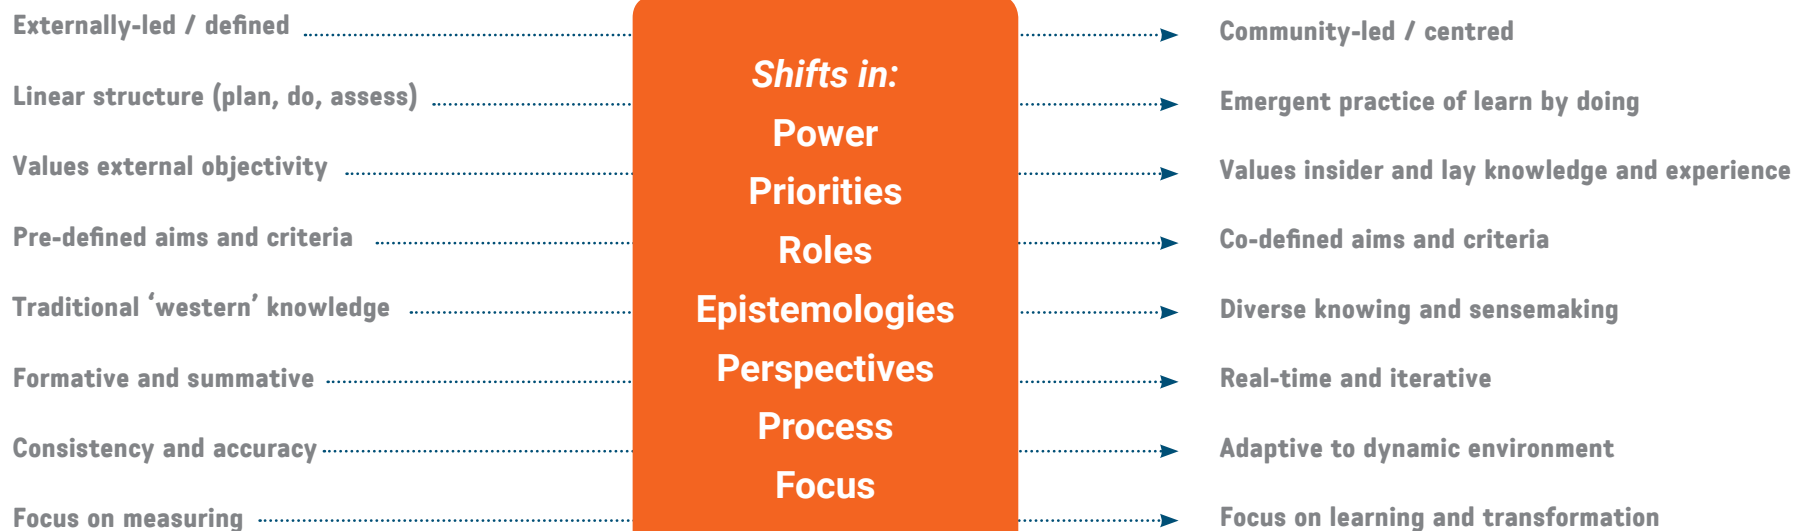 Externally-led / defined
Linear structure (plan, do, assess)
Values external objectivity
Pre-defined aims and criteria
Traditional ‘western’ knowledge
Formative and summative
Consistency and accuracy
Focus on measuring
Shifts in:
Power
Priorities
Roles
Epistemologies
Perspectives
Process
Focus
Community-led / centred
Emergent practice of learn by doing
Values insider and lay knowledge and experience
Co-defined aims and criteria
Diverse knowing and sensemaking
Real-time and iterative
Adaptive to dynamic environment
Focus on learning and transformation